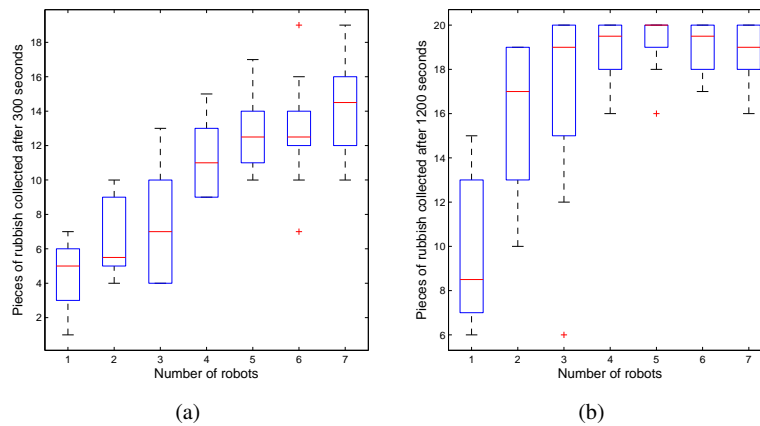 Pieces of rubbish collected after 300 seconds
18
16
14
12
10
8
6
4
2
1 2 3 4 5 6 7
Number of robots
(a)
Pieces of rubbish collected after 1200 seconds
20
18
16
14
12
10
8
6
1 2 3 4 5 6 7
Number of robots
(b)